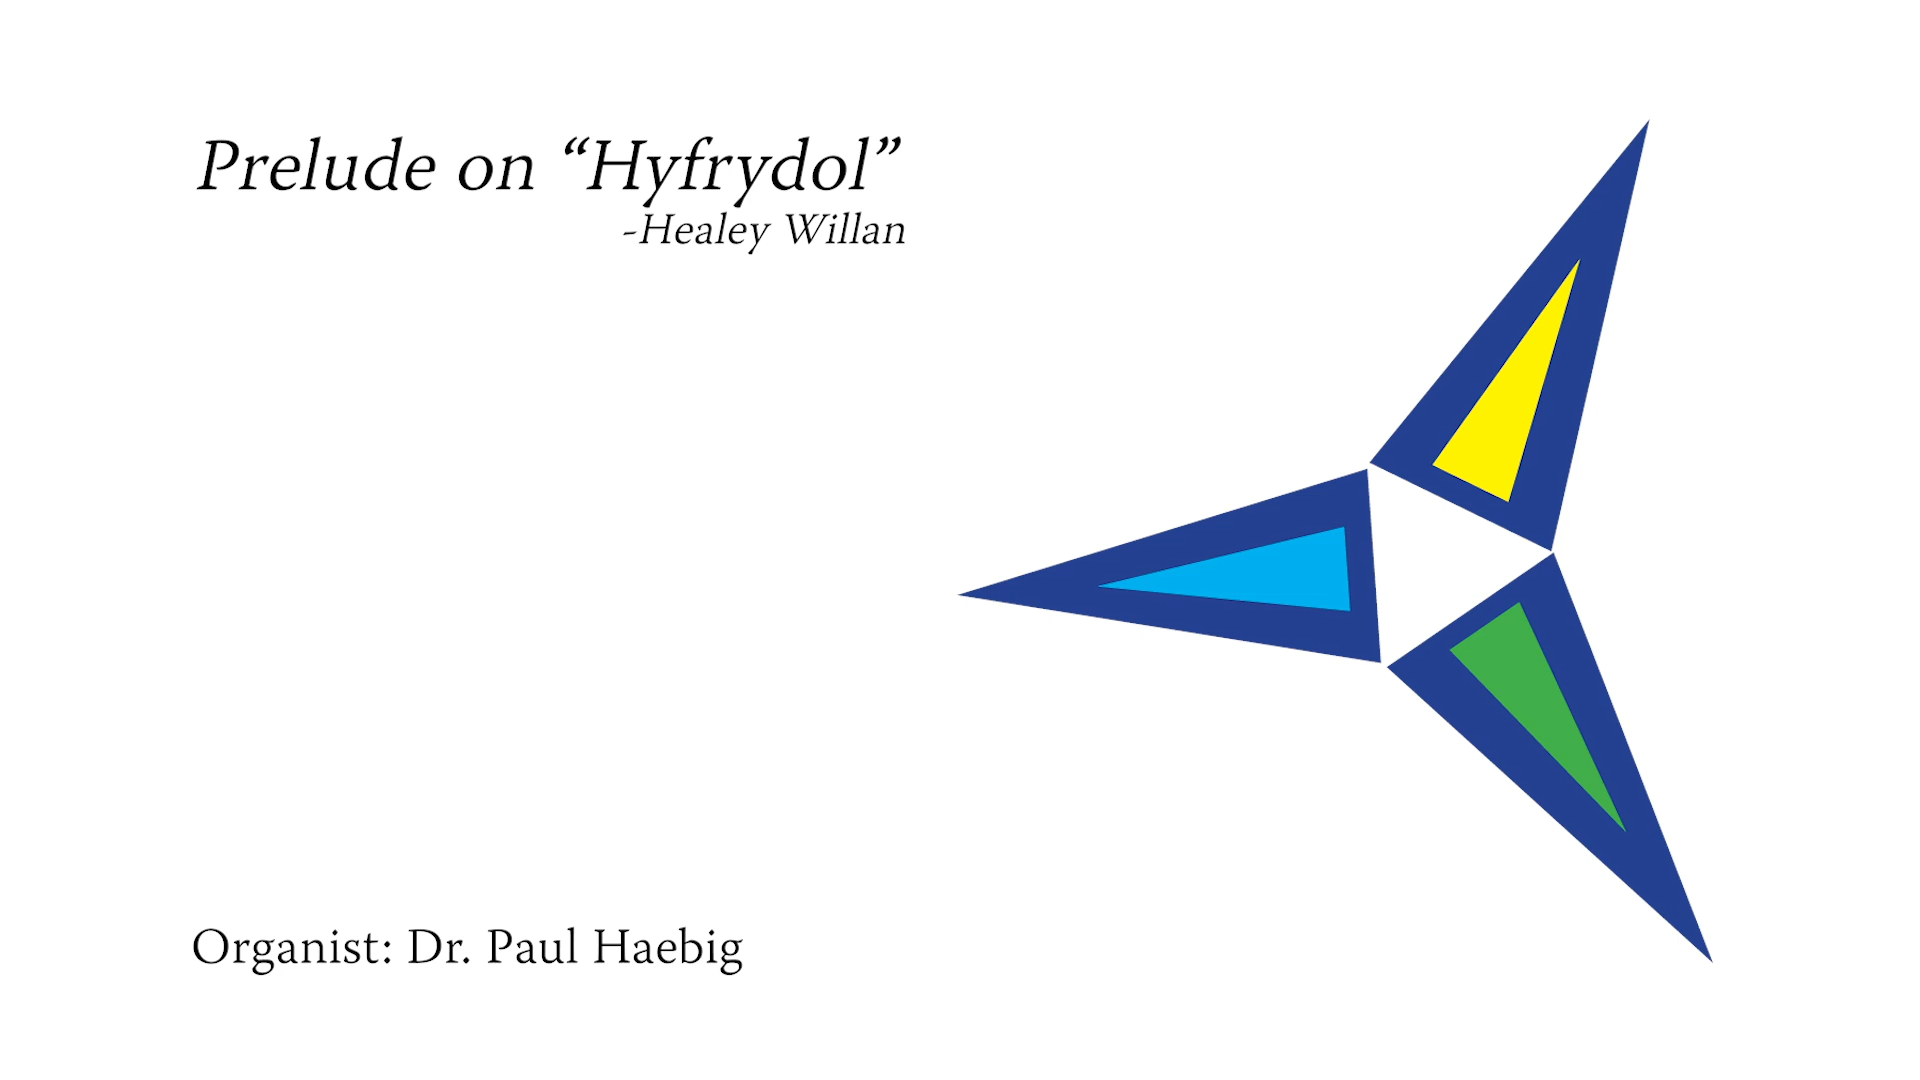 Prelude on “Hyfrydol”
-Healey Willan
Organist: Dr. Paul Haebig